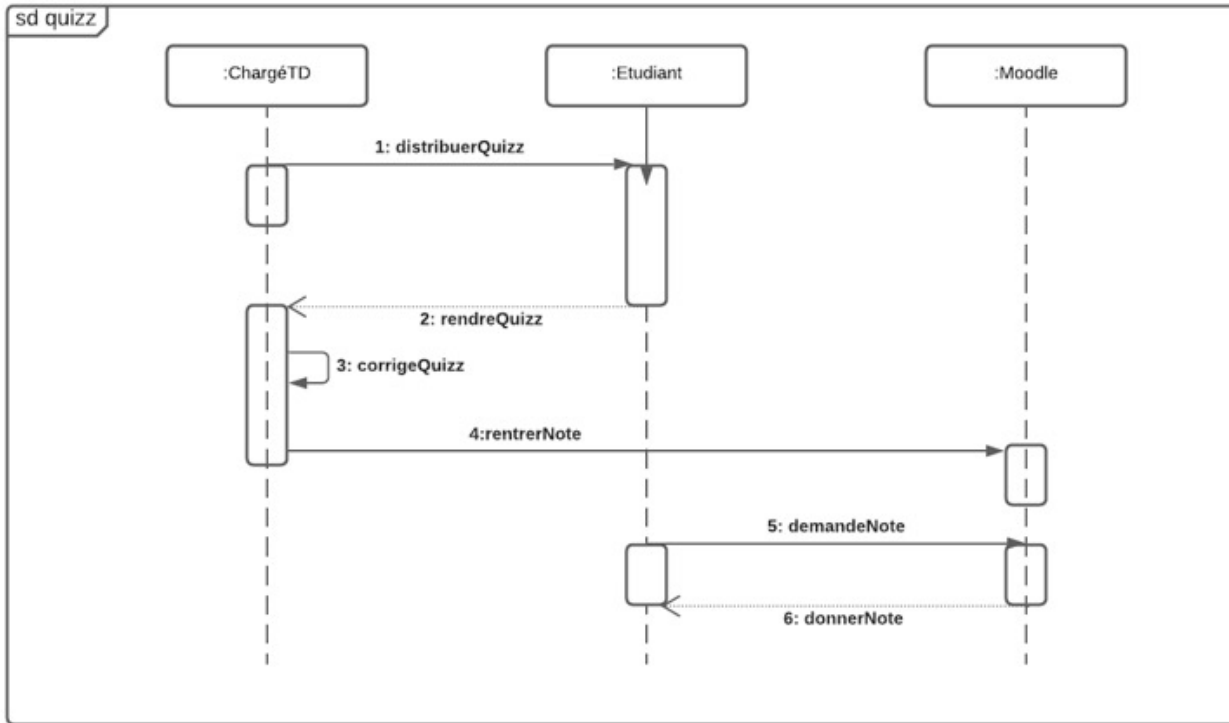 sd quizz
:ChargéTD
:Etudiant
:Moodle
1: distribuerQuizz
2: rendreQuizz
3: corrigeQuizz
4:rentrerNote
5: demandeNote
6: donnerNote